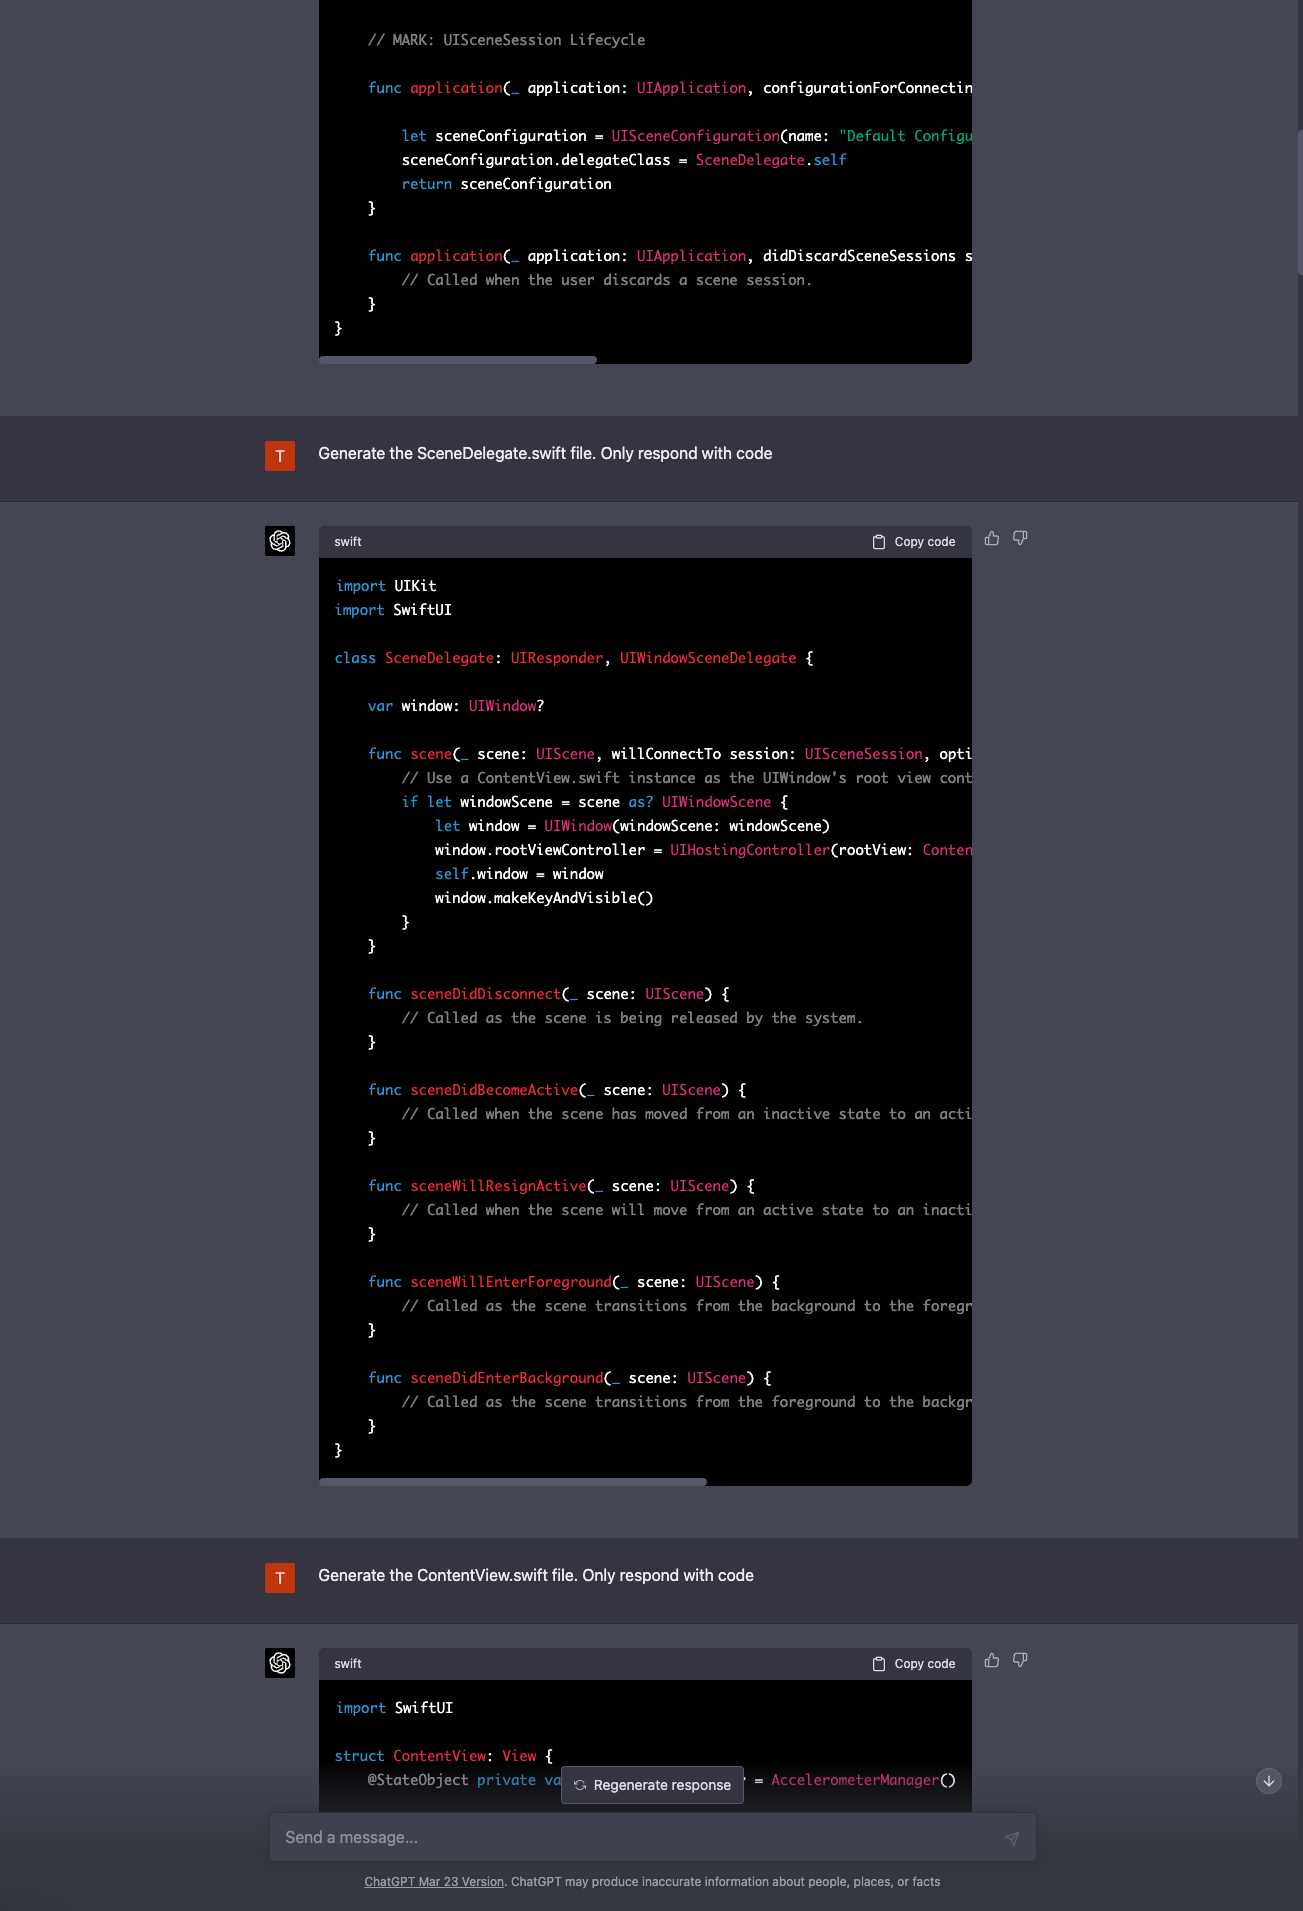 // MARK: UISceneSession Lifecycle
func application(_ application: UIApplication, configurationForConnectin
let sceneConfiguration = UISceneConfiguration(name: "Default Configu
sceneConfiguration.delegateClass = SceneDelegate.self
return sceneConfiguration
}
func application(_ application: UIApplication, didDiscardSceneSessions s
// Called when the user discards a scene session.
}
}
T
Generate the SceneDelegate.swift file. Only respond with code
swift
Copy code
import UIKit
import SwiftUI
class SceneDelegate: UIResponder, UIWindowSceneDelegate {
var window: UIWindow?
func scene(_ scene: UIScene, willConnectTo session: UISceneSession, opti
// Use a ContentView.swift instance as the UIWindow's root view cont
if let windowScene = scene as? UIWindowScene {
let window = UIWindow(windowScene: windowScene)
window.rootViewController = UIHostingController(rootView: Conten
self.window = window
window.makeKeyAndVisible()
}
}
func sceneDidDisconnect(_ scene: UIScene) {
// Called as the scene is being released by the system.
}
func sceneDidBecomeActive(_ scene: UIScene) {
// Called when the scene has moved from an inactive state to an acti
}
func sceneWillResignActive(_ scene: UIScene) {
// Called when the scene will move from an active state to an inacti
}
func sceneWillEnterForeground(_ scene: UIScene) {
// Called as the scene transitions from the background to the foregr
}
func sceneDidEnterBackground(_ scene: UIScene) {
// Called as the scene transitions from the foreground to the backgr
}
}
T
Generate the ContentView.swift file. Only respond with code
swift
Copy code
import SwiftUI
struct ContentView: View {
@StateObject private va
= AccelerometerManager()
Regenerate response
Send a message...
ChatGPT Mar 23 Version. ChatGPT may produce inaccurate information about people, places, or facts